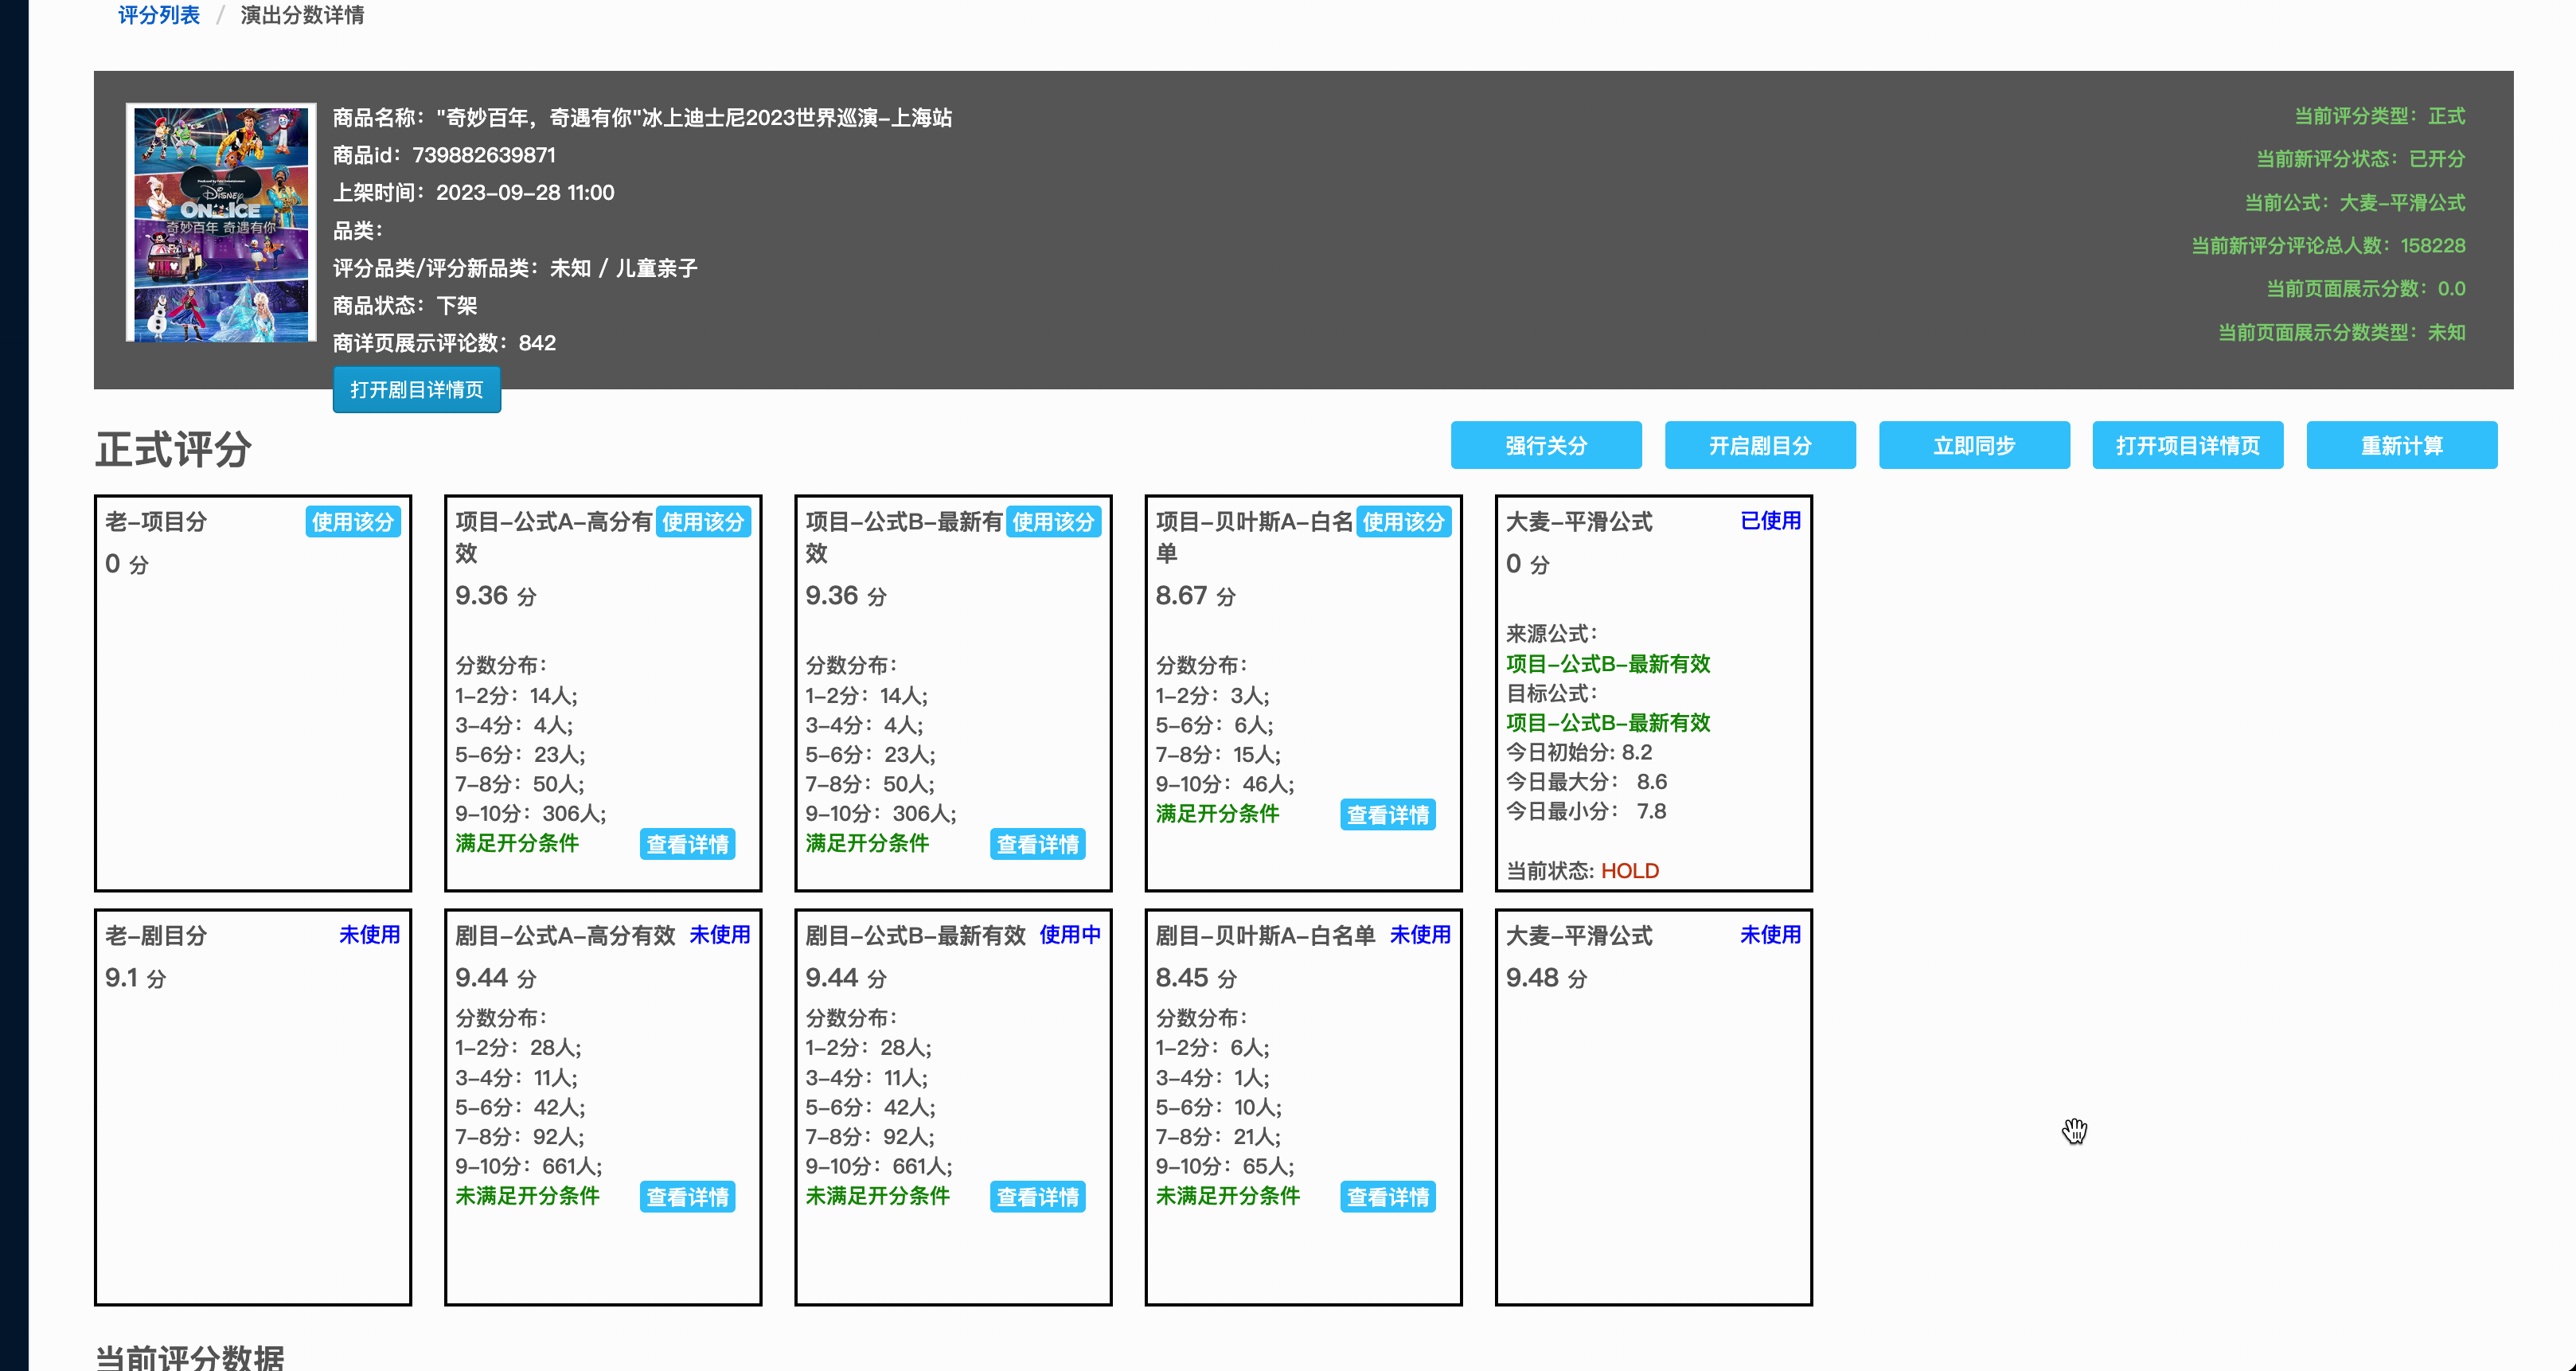 评分列表 / 演出分数详情
商品名称："奇妙百年，奇遇有你"冰上迪士尼2023世界巡演-上海站
商品id：739882639871
上架时间：2023-09-28 11:00
品类：
评分品类/评分新品类：未知 / 儿童亲子
商品状态：下架
商详页展示评论数：842
打开剧目详情页
DISNEY
ON ICE
奇妙百年 奇遇有你
当前评分类型：正式
当前新评分状态：已开分
当前公式：大麦-平滑公式
当前新评分评论总人数：158228
当前页面展示分数：0.0
当前页面展示分数类型：未知
正式评分
强行关分
开启剧目分
立即同步
打开项目详情页
重新计算
老-项目分
使用该分
0 分
项目-公式A-高分有
效
使用该分
9.36 分
分数分布：
1-2分：14人;
3-4分：4人;
5-6分：23人;
7-8分：50人;
9-10分：306人;
满足开分条件
查看详情
项目-公式B-最新有
效
使用该分
9.36 分
分数分布：
1-2分：14人;
3-4分：4人;
5-6分：23人;
7-8分：50人;
9-10分：306人;
满足开分条件
查看详情
项目-贝叶斯A-白名
单
使用该分
8.67 分
分数分布：
1-2分：3人;
5-6分：6人;
7-8分：15人;
9-10分：46人;
满足开分条件
查看详情
大麦-平滑公式
已使用
0 分
来源公式：
项目-公式B-最新有效
目标公式：
项目-公式B-最新有效
今日初始分: 8.2
今日最大分： 8.6
今日最小分： 7.8
当前状态: HOLD
老-剧目分
未使用
9.1 分
剧目-公式A-高分有效
未使用
9.44 分
分数分布：
1-2分：28人;
3-4分：11人;
5-6分：42人;
7-8分：92人;
9-10分：661人;
未满足开分条件
查看详情
剧目-公式B-最新有效
使用中
9.44 分
分数分布：
1-2分：28人;
3-4分：11人;
5-6分：42人;
7-8分：92人;
9-10分：661人;
未满足开分条件
查看详情
剧目-贝叶斯A-白名单
未使用
8.45 分
分数分布：
1-2分：6人;
3-4分：1人;
5-6分：10人;
7-8分：21人;
9-10分：65人;
未满足开分条件
查看详情
大麦-平滑公式
未使用
9.48 分
当前评分数据